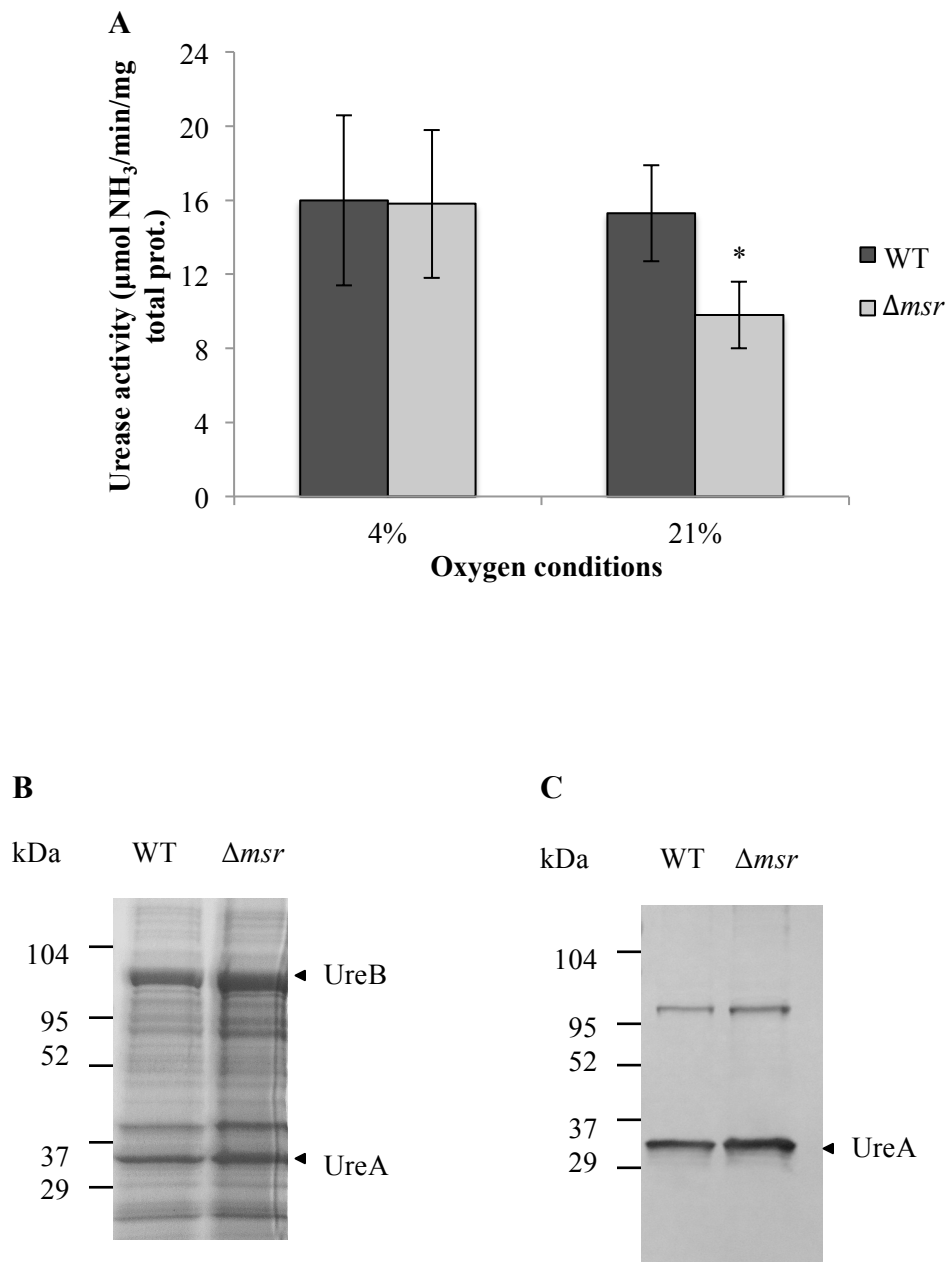 A
Urease activity (µmol NH₃/min/mg
total prot.)
24
20
16
12
8
4
0
*
WT
Δmsr
4%
21%
Oxygen conditions
B
kDa
WT
Δmsr
104
95
52
37
29
UreB
UreA
C
kDa
WT
Δmsr
104
95
52
37
29
UreA